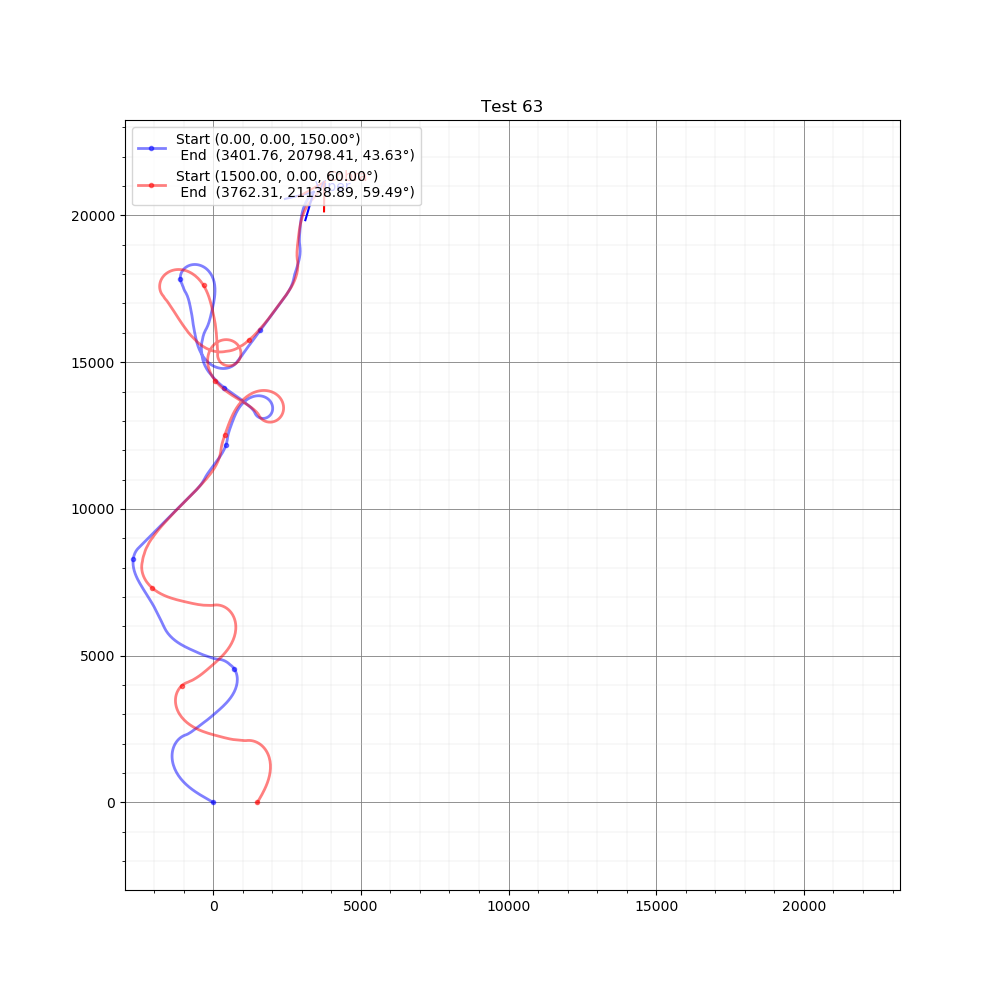 Test 63
Start (0.00, 0.00, 150.00°)
End (3401.76, 20798.41, 43.63°)
Start (1500.00, 0.00, 60.00°)
End (3762.31, 21138.89, 59.49°)
20000
15000
10000
5000
0
0 5000 10000 15000 20000